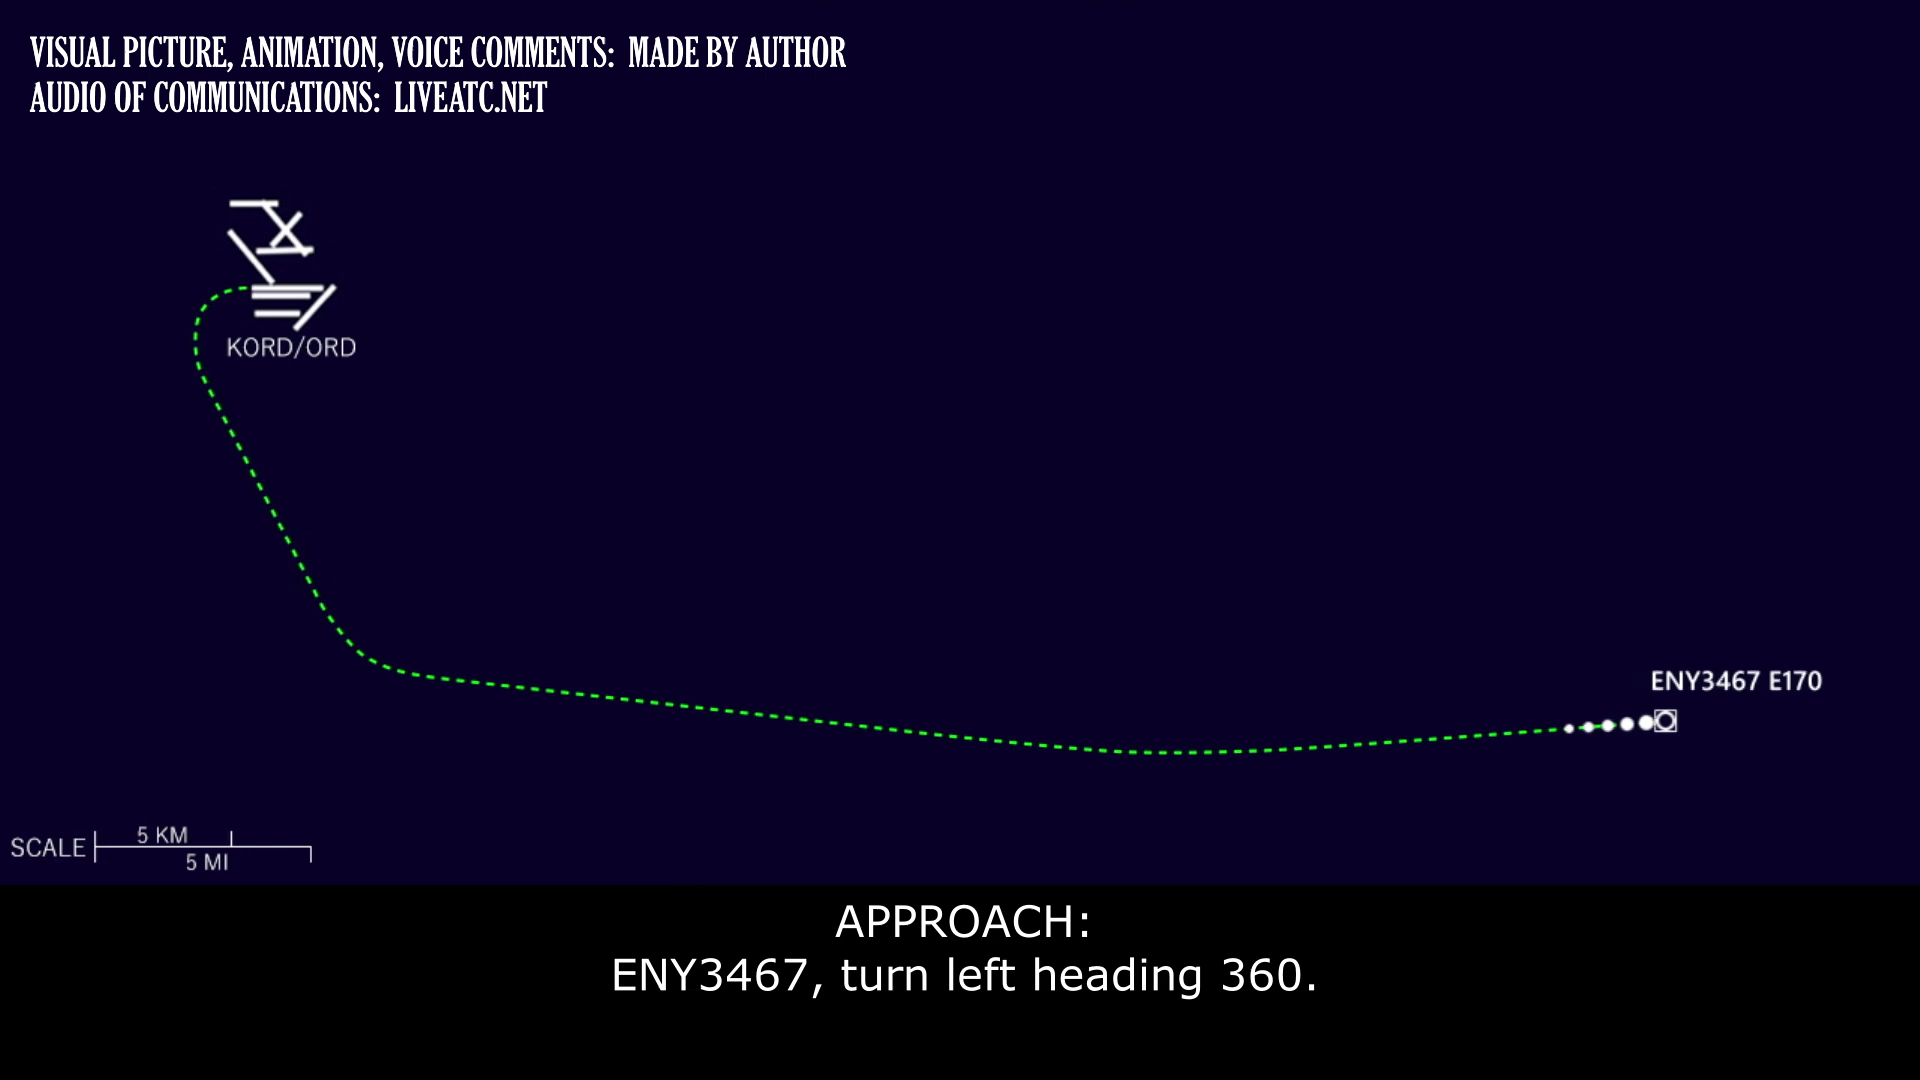 VISUAL PICTURE, ANIMATION, VOICE COMMENTS: MADE BY AUTHOR
AUDIO OF COMMUNICATIONS: LIVEATC.NET
KORD/ORD
ENY3467 E170
SCALE
5 KM
5 MI
APPROACH:
ENY3467, turn left heading 360.